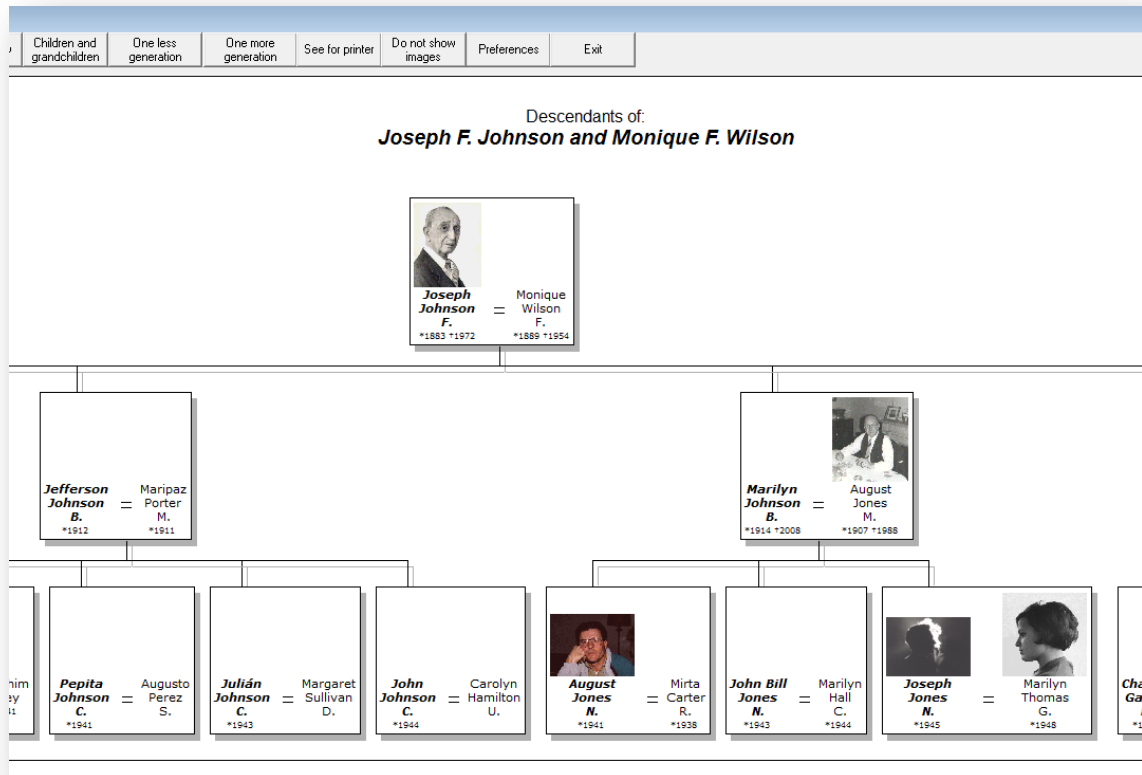 Children and
grandchildren
One less
generation
One more
generation
See for printer
Do not show
images
Preferences
Exit
Descendants of:
Joseph F. Johnson and Monique F. Wilson
Joseph
Johnson
F.
*1883 †1972
=
Monique
Wilson
F.
*1889 †1954
Jefferson
Johnson
B.
*1912
=
Maripaz
Porter
M.
*1911
Marilyn
Johnson
B.
*1914 †2008
=
August
Jones
M.
*1907 †1988
Pepita
Johnson
C.
*1941
=
Augusto
Perez
S.
Julián
Johnson
C.
*1943
=
Margaret
Sullivan
D.
John
Johnson
C.
*1944
=
Carolyn
Hamilton
U.
August
Jones
N.
*1941
=
Mirta
Carter
R.
*1938
John Bill
Jones
N.
*1943
=
Marilyn
Hall
C.
*1944
Joseph
Jones
N.
*1945
=
Marilyn
Thomas
G.
*1948